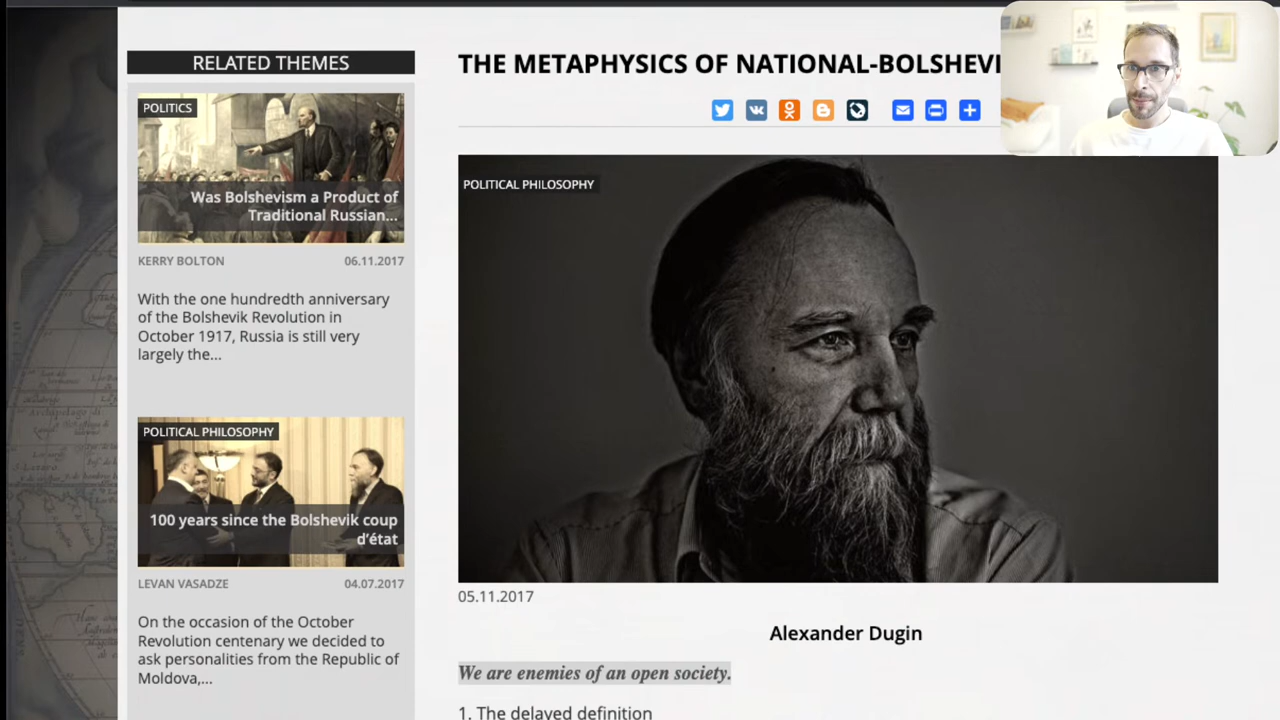 RELATED THEMES
POLITICS
Was Bolshevism a Product of
Traditional Russian...
KERRY BOLTON 06.11.2017
With the one hundredth anniversary
of the Bolshevik Revolution in
October 1917, Russia is still very
largely the...
POLITICAL PHILOSOPHY
100 years since the Bolshevik coup
d'état
LEVAN VASADZE 04.07.2017
On the occasion of the October
Revolution centenary we decided to
ask personalities from the Republic of
Moldova,...
THE METAPHYSICS OF NATIONAL-BOLSHEVI
POLITICAL PHILOSOPHY
05.11.2017
Alexander Dugin
We are enemies of an open society.
1. The delayed definition